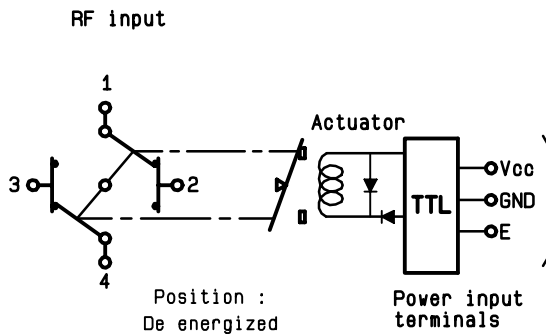 RF input
1
Actuator
3
2
4
TTL
Vcc
GND
E
Position :
De energized
Power input
terminals